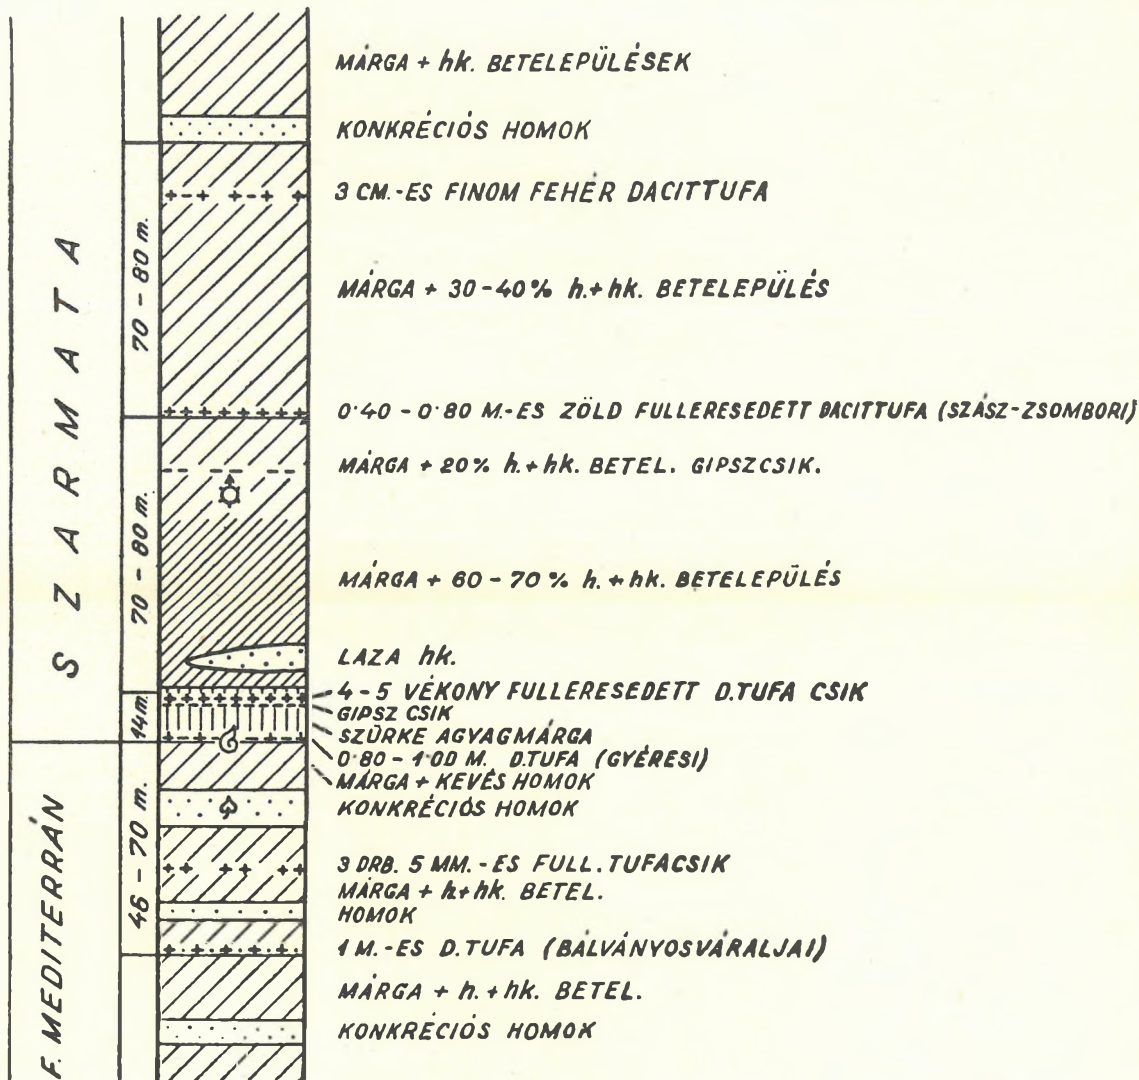 SZARMATA
F. MEDITERRÁN
70 - 80 m.
70 - 80 m.
14 m.
46 - 70 m.
MÁRGA + hk. BETELEPÜLÉSEK
KONKRÉCIÓS HOMOK
3 CM.-ES FINOM FEHÉR DACITTUFA
MÁRGA + 30-40% h.+hk. BETELEPÜLÉS
0·40 - 0·80 M.-ES ZÖLD FULLERESEDETT DACITTUFA (SZÁSZ-ZSOMBORI)
MÁRGA + 20% h.+hk. BETEL. GIPSZCSIK.
MÁRGA + 60 - 70 % h.+hk. BETELEPÜLÉS
LAZA hk.
4 - 5 VÉKONY FULLERESEDETT D.TUFA CSIK
GIPSZ CSIK
SZÜRKE AGYAGMÁRGA
0·80 - 1·00 M. D.TUFA (GYÉRESI)
MÁRGA + KEVÉS HOMOK
KONKRÉCIÓS HOMOK
3 DRB. 5 MM.-ES FULL. TUFACSIK
MÁRGA + h+hk. BETEL.
HOMOK
1 M.-ES D.TUFA (BÁLVÁNYOSVÁRALJAI)
MÁRGA + h.+hk. BETEL.
KONKRÉCIÓS HOMOK